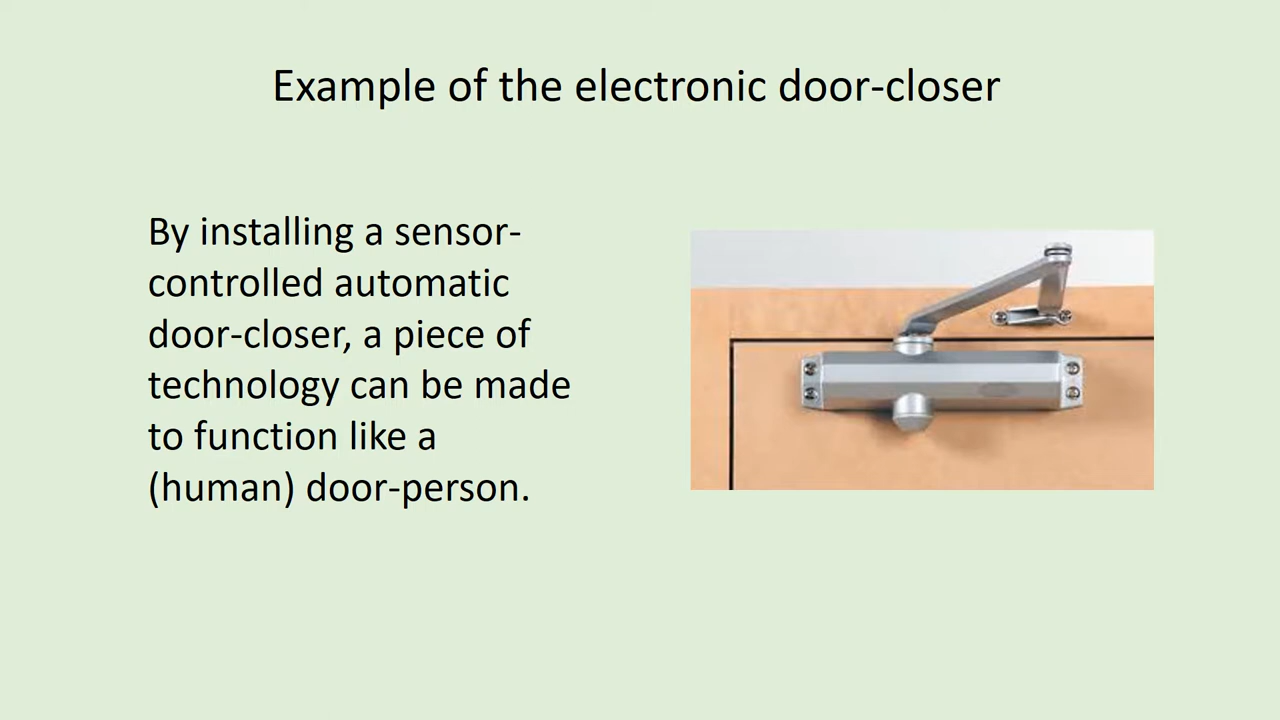 Example of the electronic door-closer
By installing a sensor-
controlled automatic
door-closer, a piece of
technology can be made
to function like a
(human) door-person.